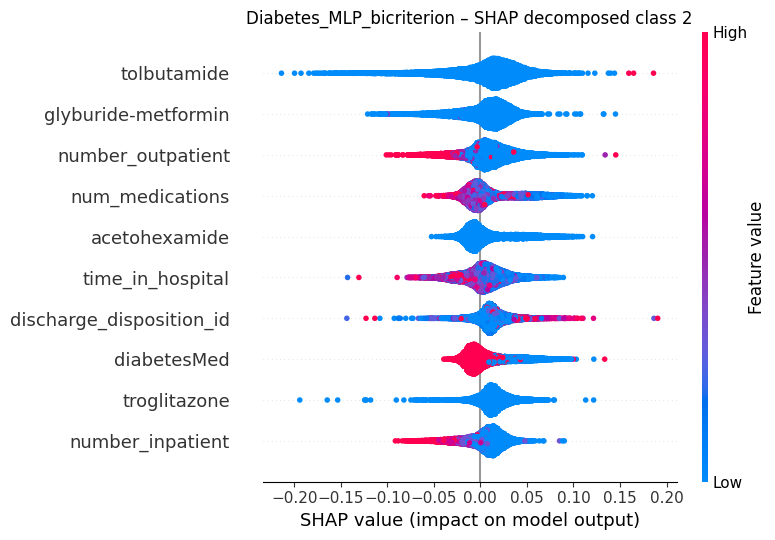 Diabetes_MLP_bicriterion – SHAP decomposed class 2
High
tolbutamide
glyburide-metformin
number_outpatient
num_medications
acetohexamide
time_in_hospital
discharge_disposition_id
diabetesMed
troglitazone
number_inpatient
Feature value
Low
−0.20 −0.15 −0.10 −0.05 0.00 0.05 0.10 0.15 0.20
SHAP value (impact on model output)